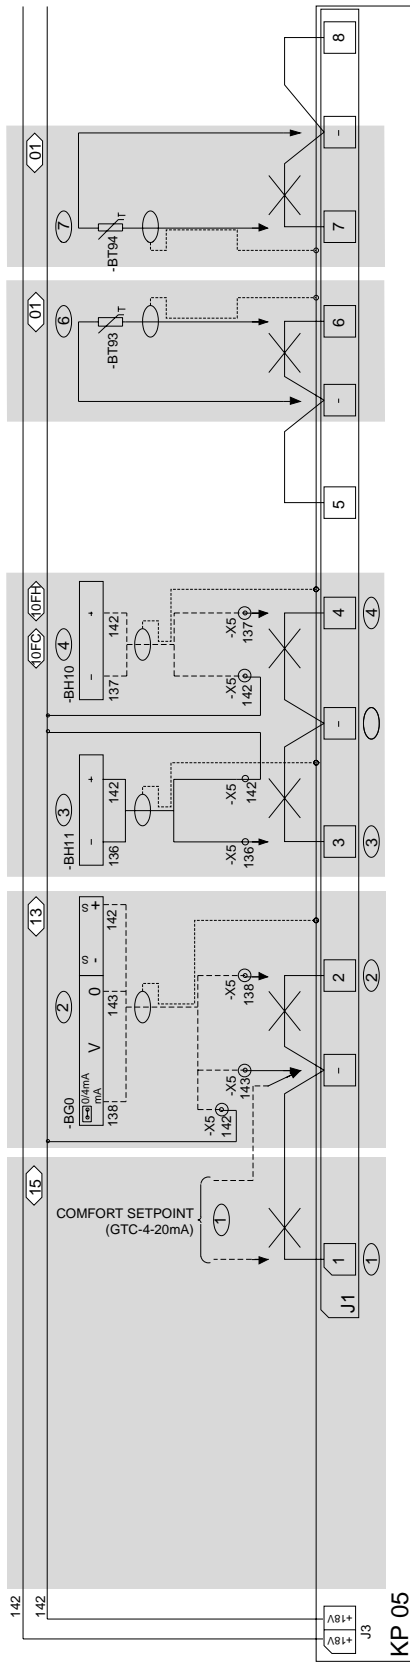 142
142
15
13
10FC
10FH
01
01
COMFORT SETPOINT
(GTC-4-20mA)
1
2
-BG0
0/4mA
mA
V
0
S -
S +
138
143
142
-X5
142
-X5
143
-X5
138
3
-BH11
-
+
136
142
-X5
136
-X5
142
4
-BH10
-
+
137
142
-X5
142
-X5
137
6
-BT93
T
7
-BT94
T
+18V
+18V
J3
J1
1
-
2
3
-
4
5
-
6
7
-
8
1
2
3
4
KP 05